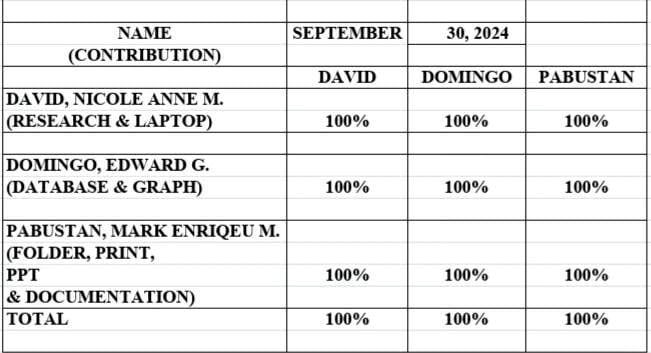 NAME SEPTEMBER 30, 2024
(CONTRIBUTION)
DAVID DOMINGO PABUSTAN
DAVID, NICOLE ANNE M.
(RESEARCH & LAPTOP) 100% 100% 100%
DOMINGO, EDWARD G.
(DATABASE & GRAPH) 100% 100% 100%
PABUSTAN, MARK ENRIQEU M.
(FOLDER, PRINT,
PPT 100% 100% 100%
& DOCUMENTATION)
TOTAL 100% 100% 100%